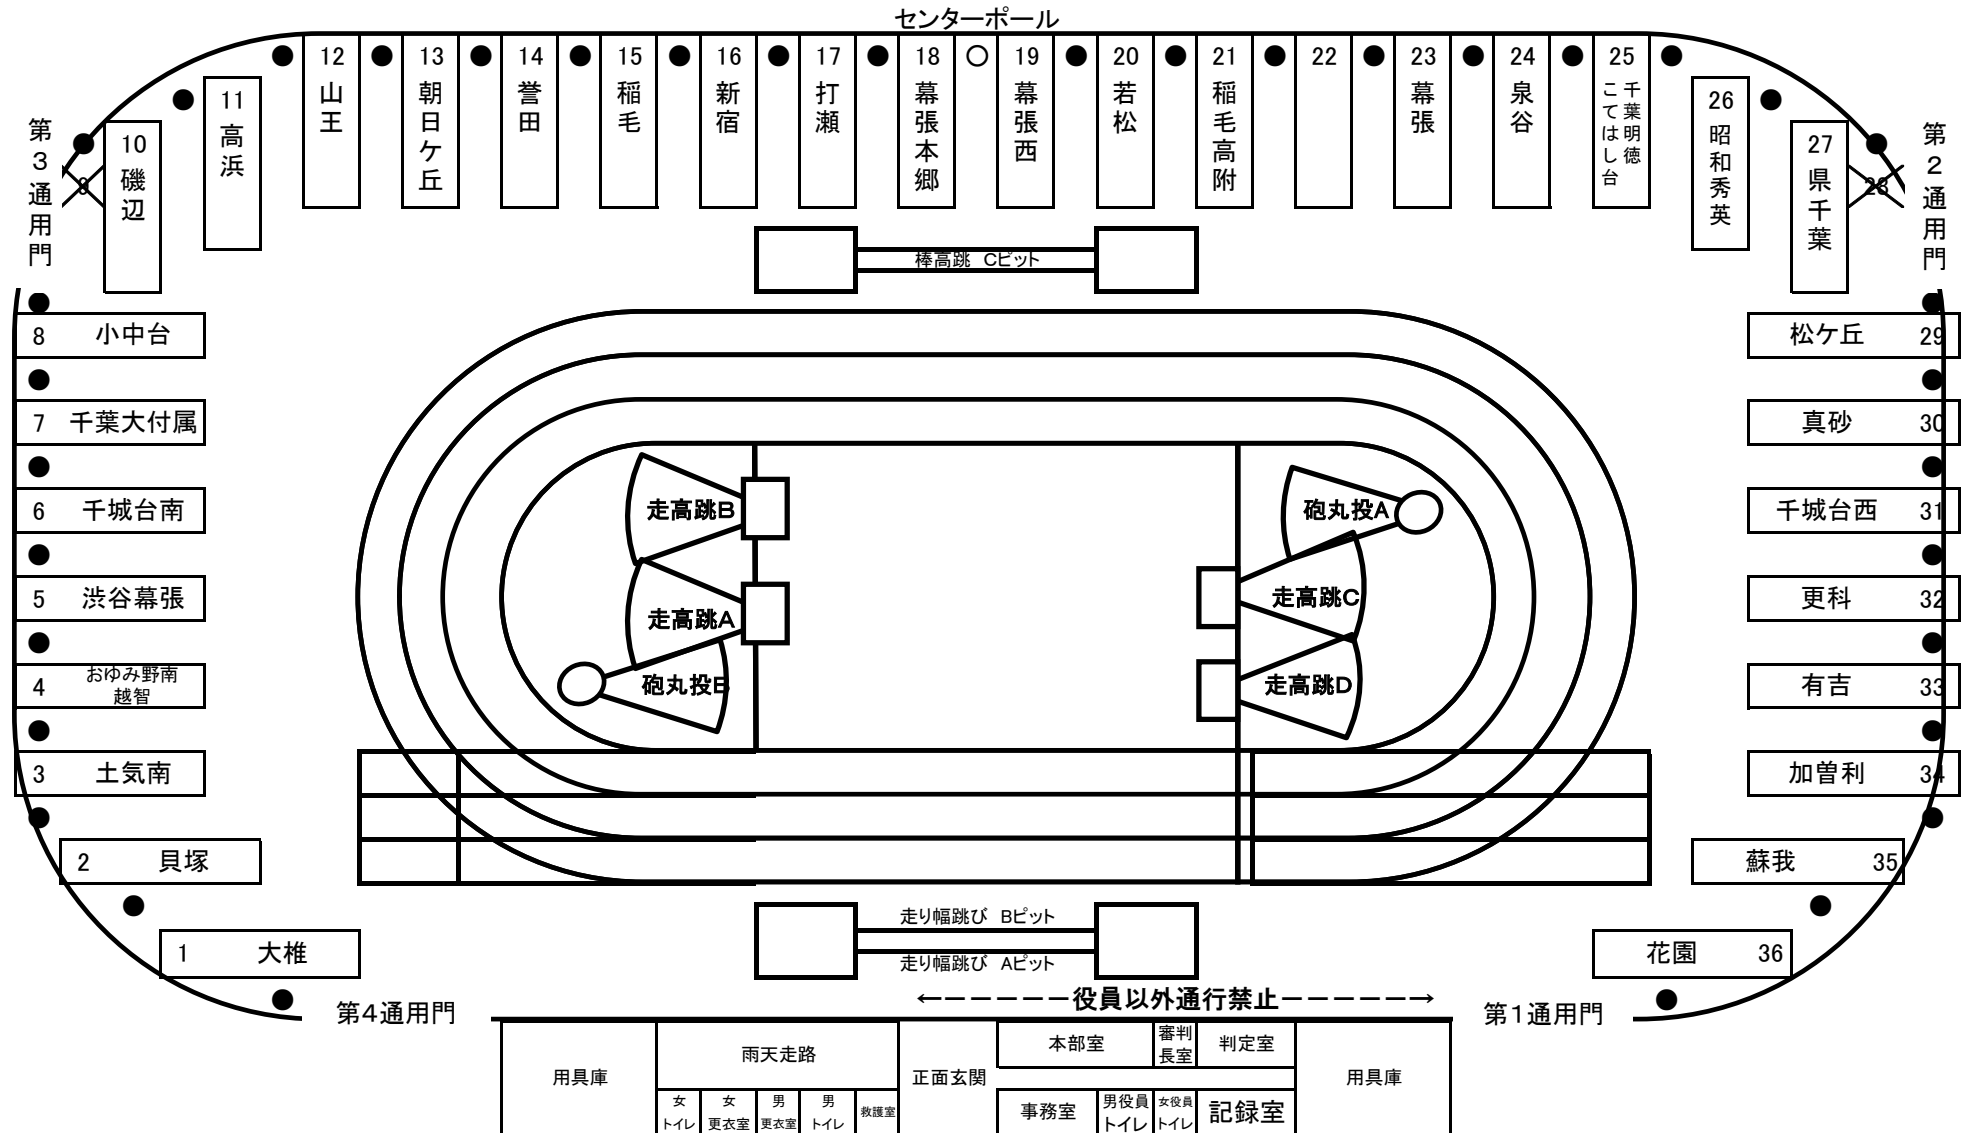 センターポール
12 山王
13 朝日ケ丘
14 誉田
15 稲毛
16 新宿
17 打瀬
18 幕張本郷
19 幕張西
20 若松
21 稲毛高附
22
23 幕張
24 泉谷
25 千葉明徳
こてはし台
11 高浜
26 昭和秀英
第3通用門
10 磯辺
9
27 県千葉
28
第2通用門
棒高跳 Cピット
8 小中台
松ケ丘 29
7 千葉大付属
真砂 30
6 千城台南
千城台西 31
5 渋谷幕張
更科 32
4 おゆみ野南
越智
有吉 33
3 土気南
加曽利 34
2 貝塚
蘇我 35
1 大椎
花園 36
走高跳B
砲丸投A
走高跳A
走高跳C
砲丸投B
走高跳D
走り幅跳び Bピット
走り幅跳び Aピット
←－－－－－－役員以外通行禁止－－－－－－→
第4通用門
第1通用門
用具庫
雨天走路
正面玄関
本部室
審判
長室
判定室
用具庫
女
トイレ
女
更衣室
男
更衣室
男
トイレ
救護室
事務室
男役員
トイレ
女役員
トイレ
記録室